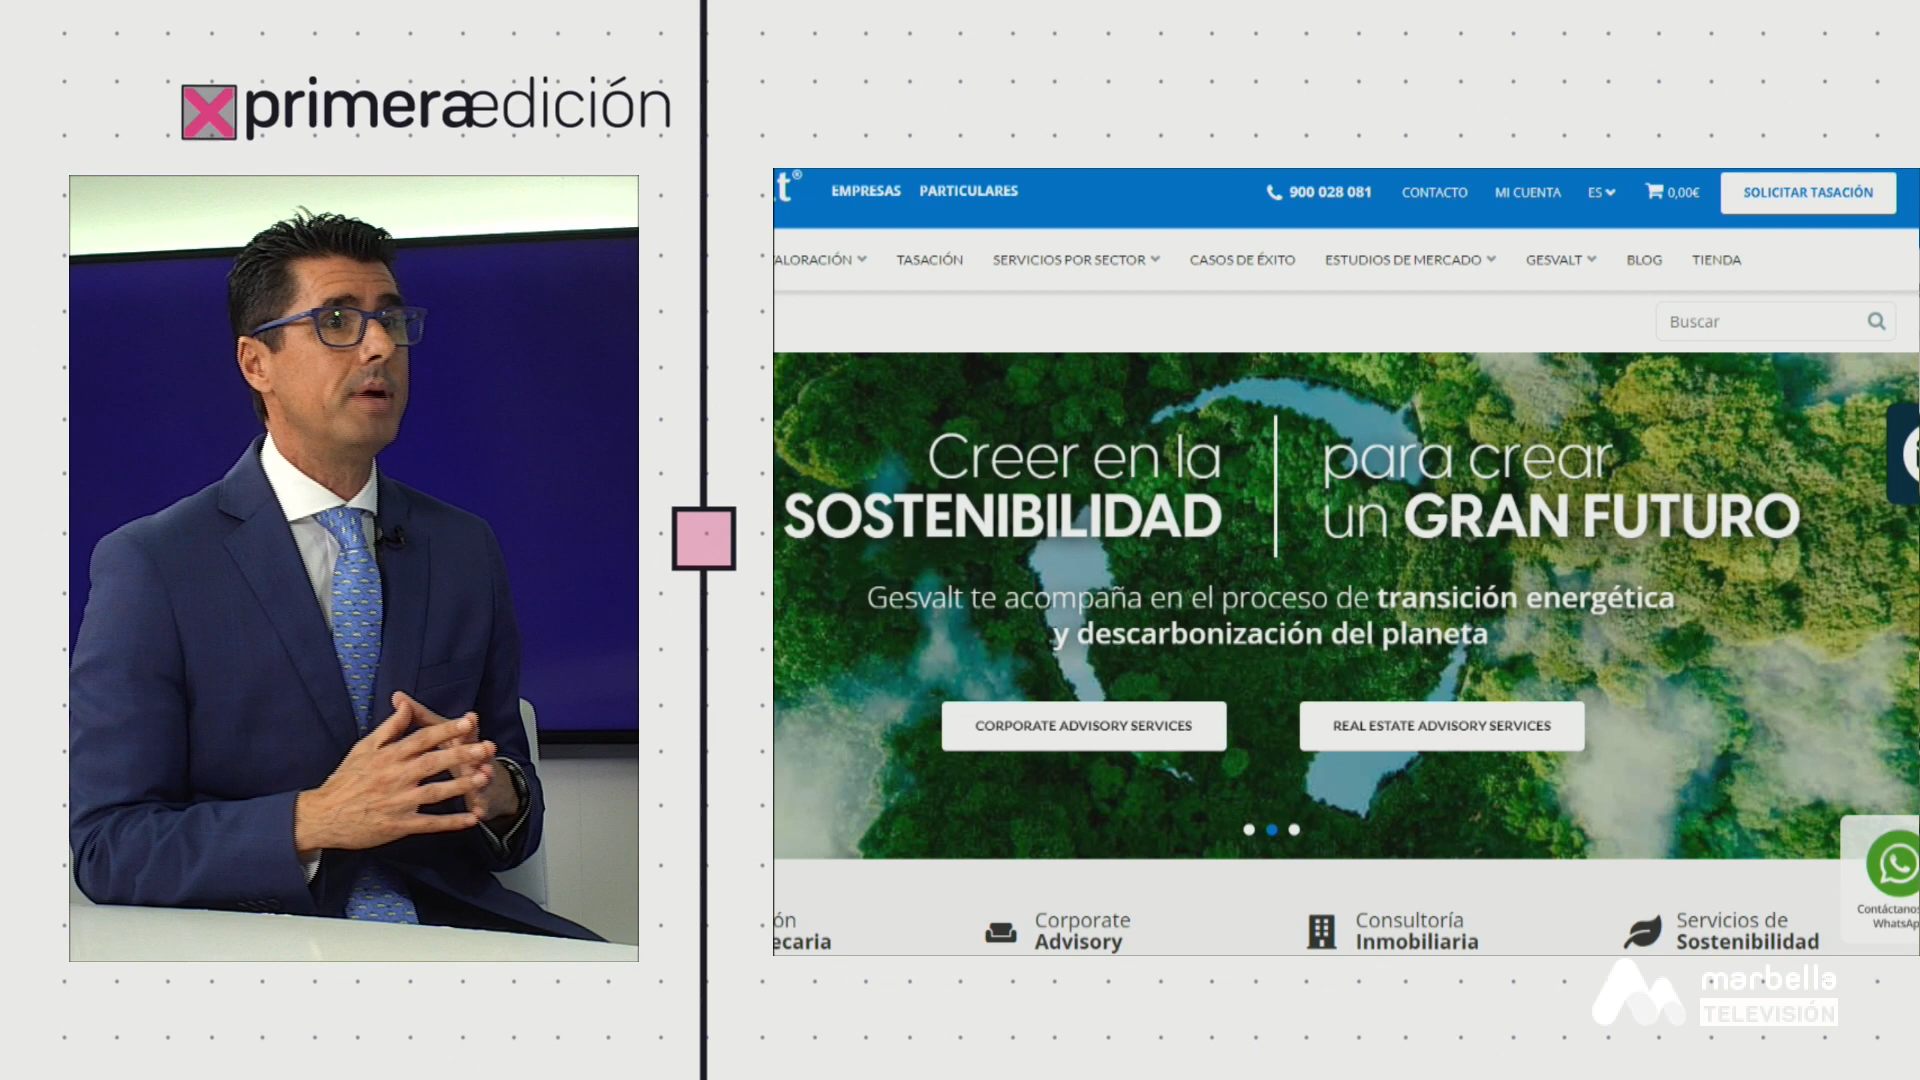 primeraedición
t®
EMPRESAS PARTICULARES 900 028 081 CONTACTO MI CUENTA ES 0,00€ SOLICITAR TASACIÓN
ALORACIÓN TASACIÓN SERVICIOS POR SECTOR CASOS DE ÉXITO ESTUDIOS DE MERCADO GESVALT BLOG TIENDA
Buscar
Creer en la
SOSTENIBILIDAD
para crear
un GRAN FUTURO
Gesvalt te acompaña en el proceso de transición energética
y descarbonización del planeta
CORPORATE ADVISORY SERVICES
REAL ESTATE ADVISORY SERVICES
ón
ecaria
Corporate
Advisory
Consultoría
Inmobiliaria
Servicios de
Sostenibilidad
Contáctano
WhatsAp
marbella
TELEVISIÓN